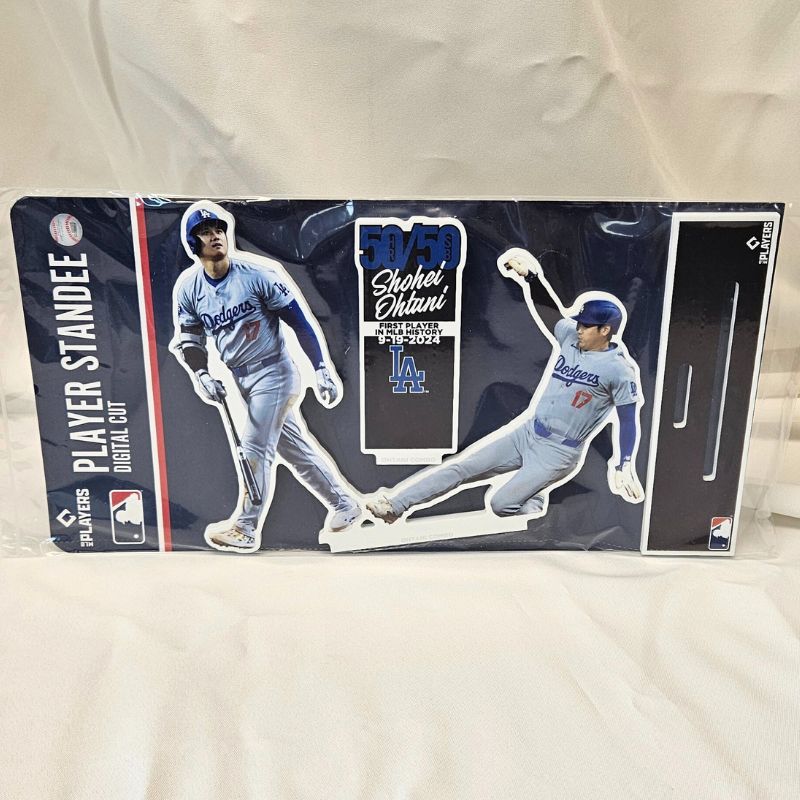 PLAYER STANDEE
DIGITAL CUT
PLAYERS
Dodgers
17
LA
50/50
Shohei
Ohtani
FIRST PLAYER
IN MLB HISTORY
9-19-2024
LA
Dodgers
17
PLAYERS